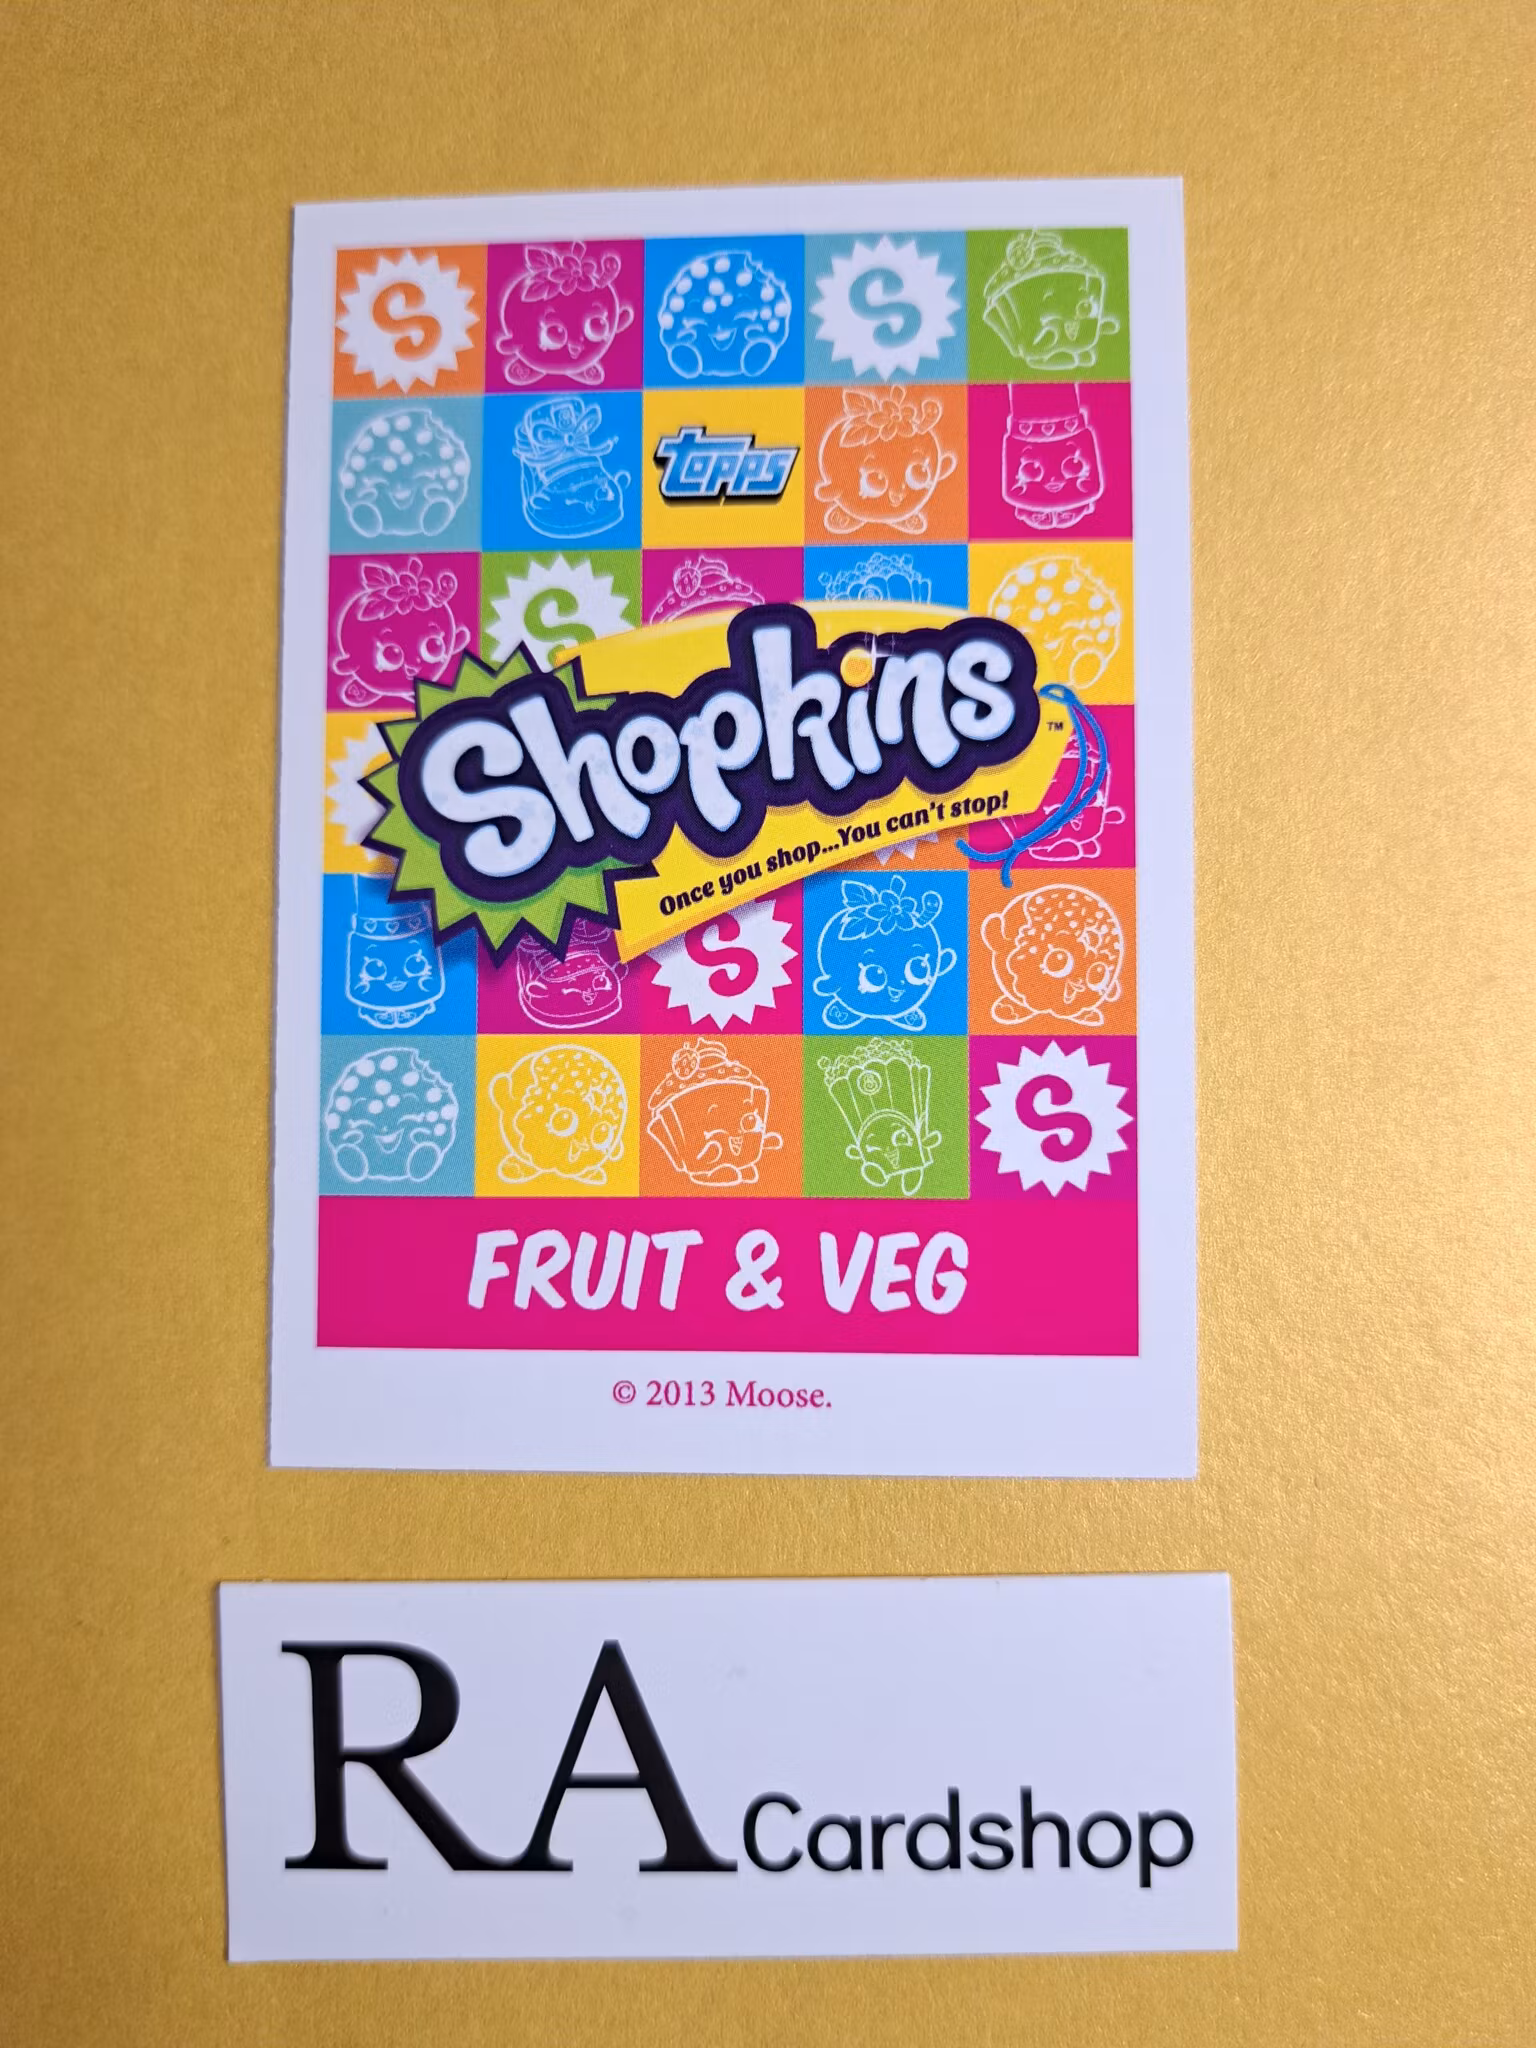 S
S
topps
S
Shopkins
TM
Once you shop...You can't stop!
S
S
FRUIT & VEG
© 2013 Moose.
RA Cardshop